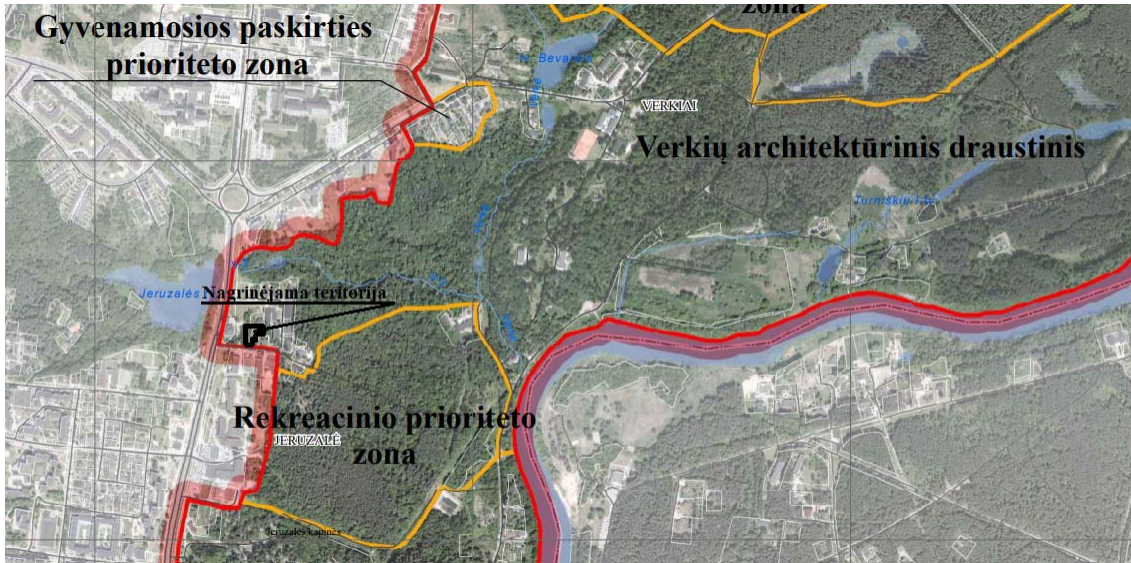 zona
Gyvenamosios paskirties
prioriteto zona
VERKIAI
Verkių architektūrinis draustinis
Jeruzalės
Nagrinėjama teritorija
Rekreacinio prioriteto
JERUZALĖ
zona
Jeruzalės kapinės